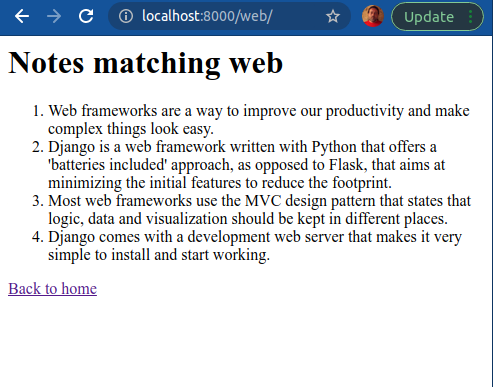 localhost:8000/web/
Update
Notes matching web
1. Web frameworks are a way to improve our productivity and make
complex things look easy.
2. Django is a web framework written with Python that offers a
'batteries included' approach, as opposed to Flask, that aims at
minimizing the initial features to reduce the footprint.
3. Most web frameworks use the MVC design pattern that states that
logic, data and visualization should be kept in different places.
4. Django comes with a development web server that makes it very
simple to install and start working.
Back to home